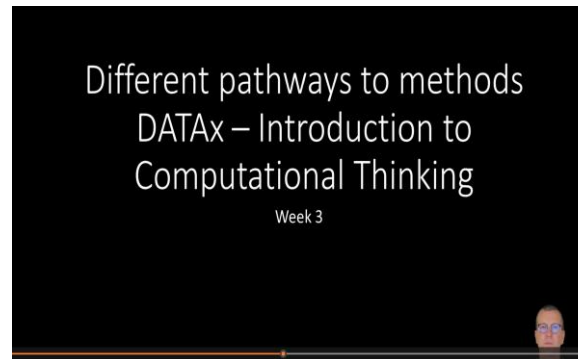 Different pathways to methods
DATAx – Introduction to
Computational Thinking
Week 3